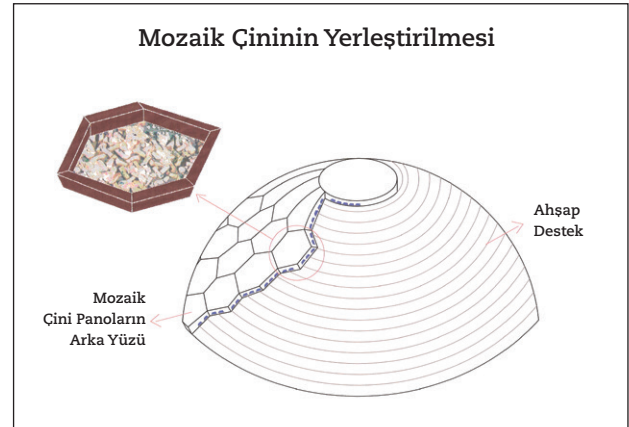 Mozaik Çininin Yerleştirilmesi
Ahşap
Destek
Mozaik
Çini Panoların
Arka Yüzü